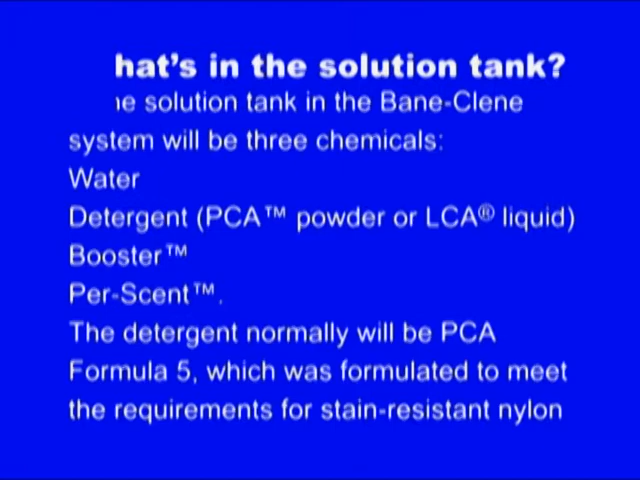 hat's in the solution tank?
e solution tank in the Bane-Clene
system will be three chemicals:
Water
Detergent (PCA™ powder or LCA® liquid)
Booster™
Per-Scent™.
The detergent normally will be PCA
Formula 5, which was formulated to meet
the requirements for stain-resistant nylon